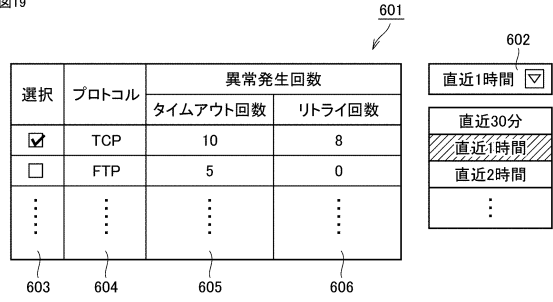 図19
601
602
選択 プロトコル 異常発生回数
タイムアウト回数 リトライ回数
TCP 10 8
FTP 5 0
直近1時間
直近30分
直近1時間
直近2時間
603 604 605 606